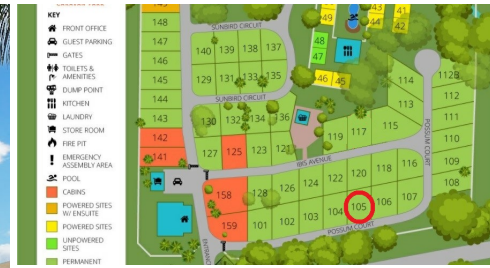 KEY
FRONT OFFICE
GUEST PARKING
GATES
TOILETS &
AMENITIES
DUMP POINT
KITCHEN
LAUNDRY
STORE ROOM
FIRE PIT
EMERGENCY
ASSEMBLY AREA
POOL
CABINS
POWERED SITES
W/ ENSUITE
POWERED SITES
UNPOWERED
SITES
PERMANENT
148
147
146
145
144
143
142
141
SUNBIRD CIRCUIT
140 139 138 137
129 131 133 135
SUNBIRD CIRCUIT
130 132 134 136
127 125 123 121
49
48
47
46 45
43 44
41
42
119 117 115
113
114
112B
112
111
110
109
108
IBIS AVENUE
POSSUM COURT
158 128 126 124 122 120 118 116
159 101 102 103 104 105 106 107
POSSUM COURT
ENTRANCE